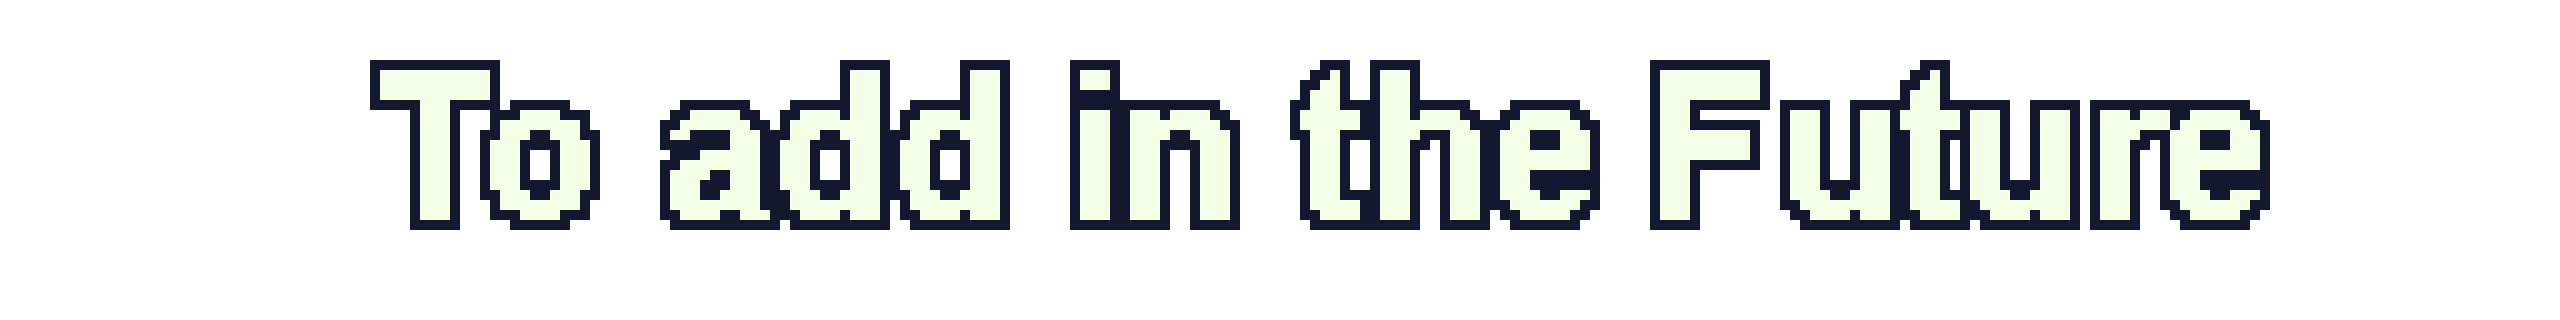 To add in the Future